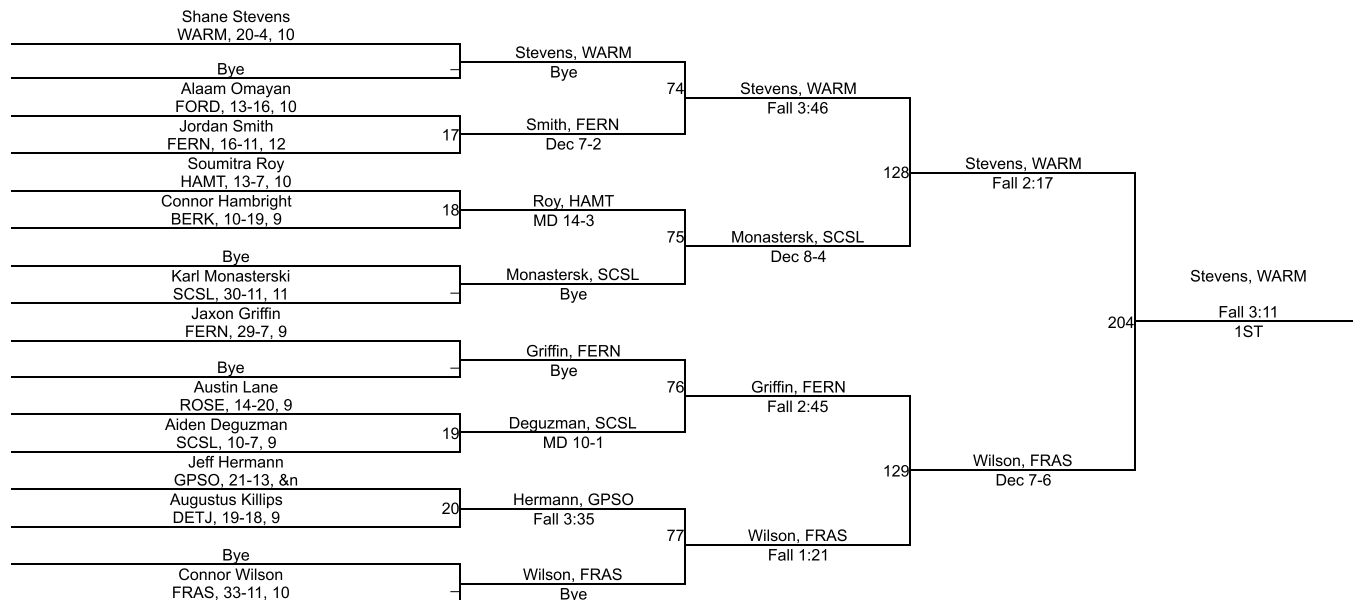 Shane Stevens
WARM, 20-4, 10
Bye
–
Alaam Omayan
FORD, 13-16, 10
Jordan Smith
FERN, 16-11, 12
17
Soumitra Roy
HAMT, 13-7, 10
Connor Hambright
BERK, 10-19, 9
18
Bye
Karl Monasterski
SCSL, 30-11, 11
–
Jaxon Griffin
FERN, 29-7, 9
Bye
–
Austin Lane
ROSE, 14-20, 9
Aiden Deguzman
SCSL, 10-7, 9
19
Jeff Hermann
GPSO, 21-13, &n
Augustus Killips
DETJ, 19-18, 9
20
Bye
Connor Wilson
FRAS, 33-11, 10
–
Stevens, WARM
Bye
74
Smith, FERN
Dec 7-2
Roy, HAMT
MD 14-3
75
Monastersk, SCSL
Bye
Griffin, FERN
Bye
76
Deguzman, SCSL
MD 10-1
Hermann, GPSO
Fall 3:35
77
Wilson, FRAS
Bye
Stevens, WARM
Fall 3:46
128
Monastersk, SCSL
Dec 8-4
Griffin, FERN
Fall 2:45
129
Wilson, FRAS
Fall 1:21
Stevens, WARM
Fall 2:17
204
Wilson, FRAS
Dec 7-6
Stevens, WARM
Fall 3:11
1ST